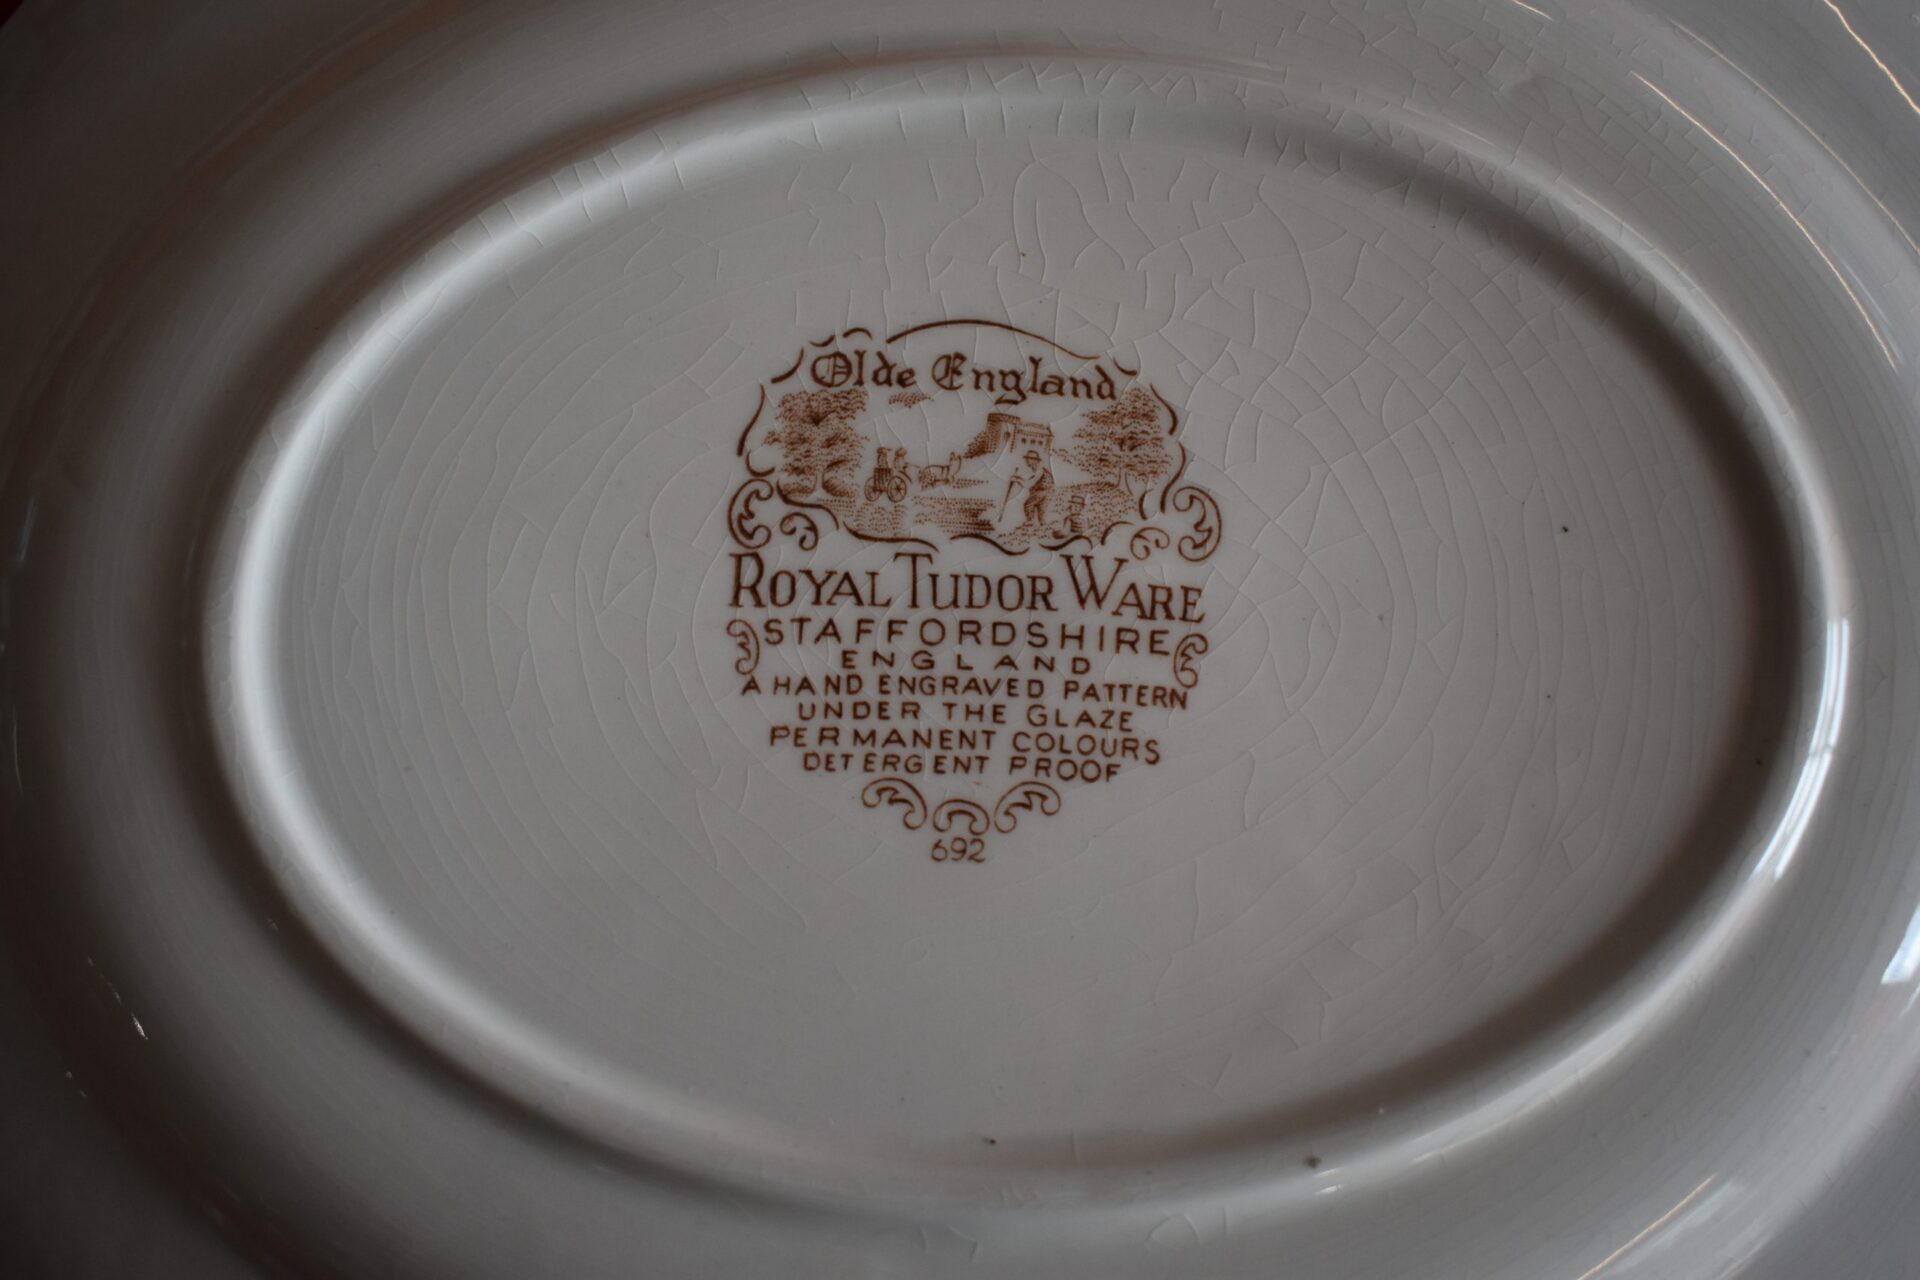 Olde England
ROYAL TUDOR WARE
STAFFORDSHIRE
ENGLAND
A HAND ENGRAVED PATTERN
UNDER THE GLAZE
PERMANENT COLOURS
DETERGENT PROOF
692